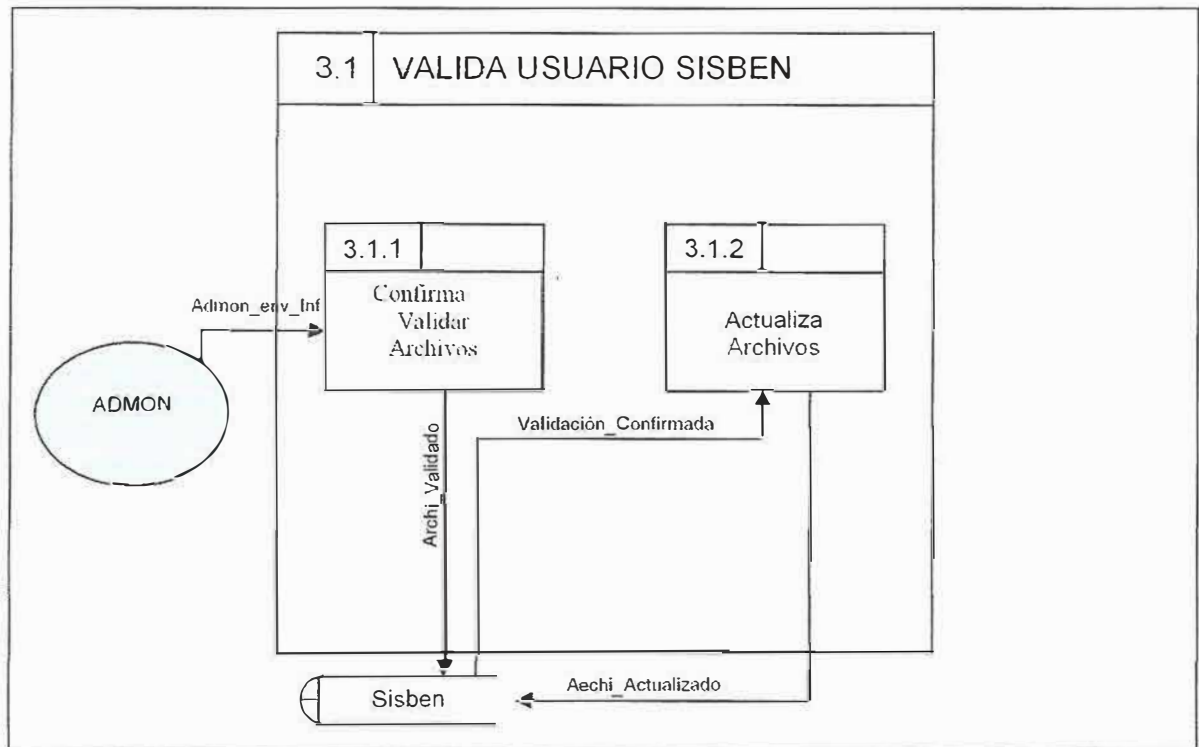 3.1 VALIDA USUARIO SISBEN
3.1.1
Confirma
Validar
Archivos
3.1.2
Actualiza
Archivos
Admon_env_Inf
ADMON
Archi_Validado
Validación_Confirmada
Sisben
Aechi_Actualizado